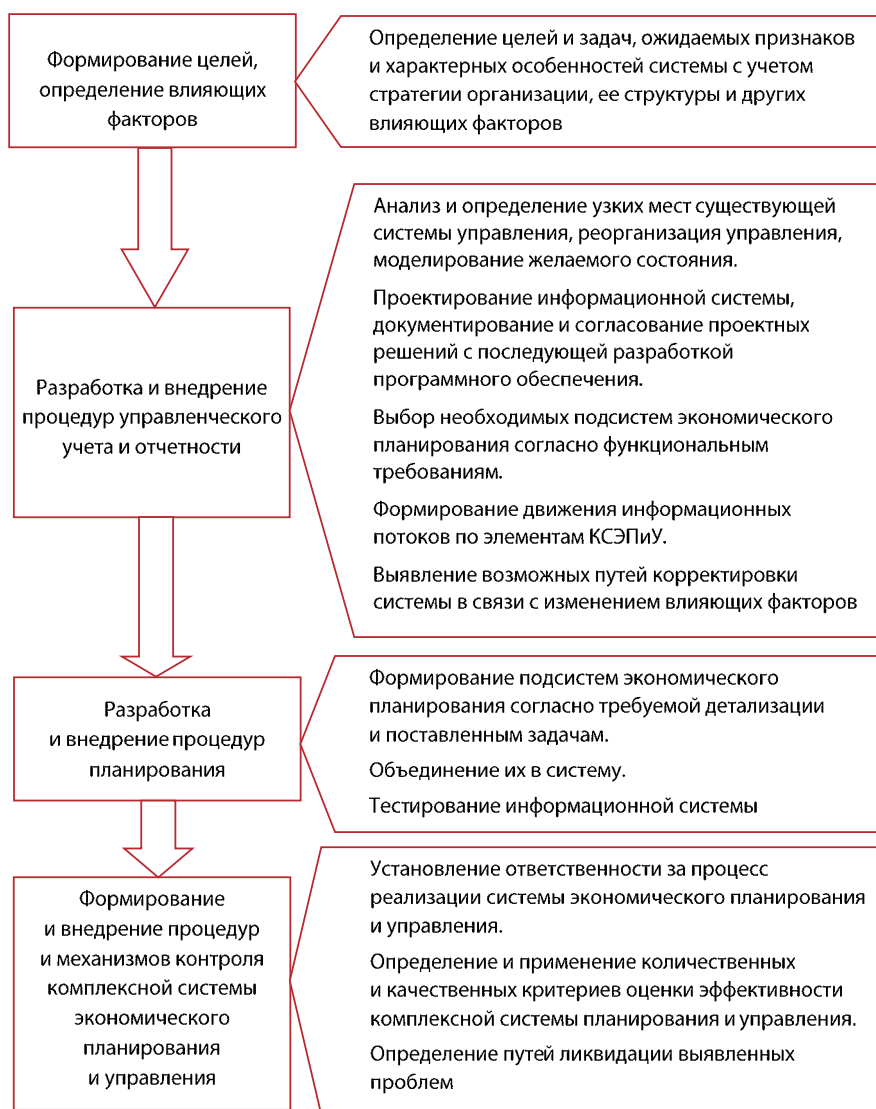 Формирование целей,
определение влияющих
факторов
Определение целей и задач, ожидаемых признаков
и характерных особенностей системы с учетом
стратегии организации, ее структуры и других
влияющих факторов
Разработка и внедрение
процедур управленческого
учета и отчетности
Анализ и определение узких мест существующей
системы управления, реорганизация управления,
моделирование желаемого состояния.
Проектирование информационной системы,
документирование и согласование проектных
решений с последующей разработкой
программного обеспечения.
Выбор необходимых подсистем экономического
планирования согласно функциональным
требованиям.
Формирование движения информационных
потоков по элементам КСЭПиУ.
Выявление возможных путей корректировки
системы в связи с изменением влияющих факторов
Разработка
и внедрение процедур
планирования
Формирование подсистем экономического
планирования согласно требуемой детализации
и поставленным задачам.
Объединение их в систему.
Тестирование информационной системы
Формирование
и внедрение процедур
и механизмов контроля
комплексной системы
экономического
планирования
и управления
Установление ответственности за процесс
реализации системы экономического планирования
и управления.
Определение и применение количественных
и качественных критериев оценки эффективности
комплексной системы планирования и управления.
Определение путей ликвидации выявленных
проблем